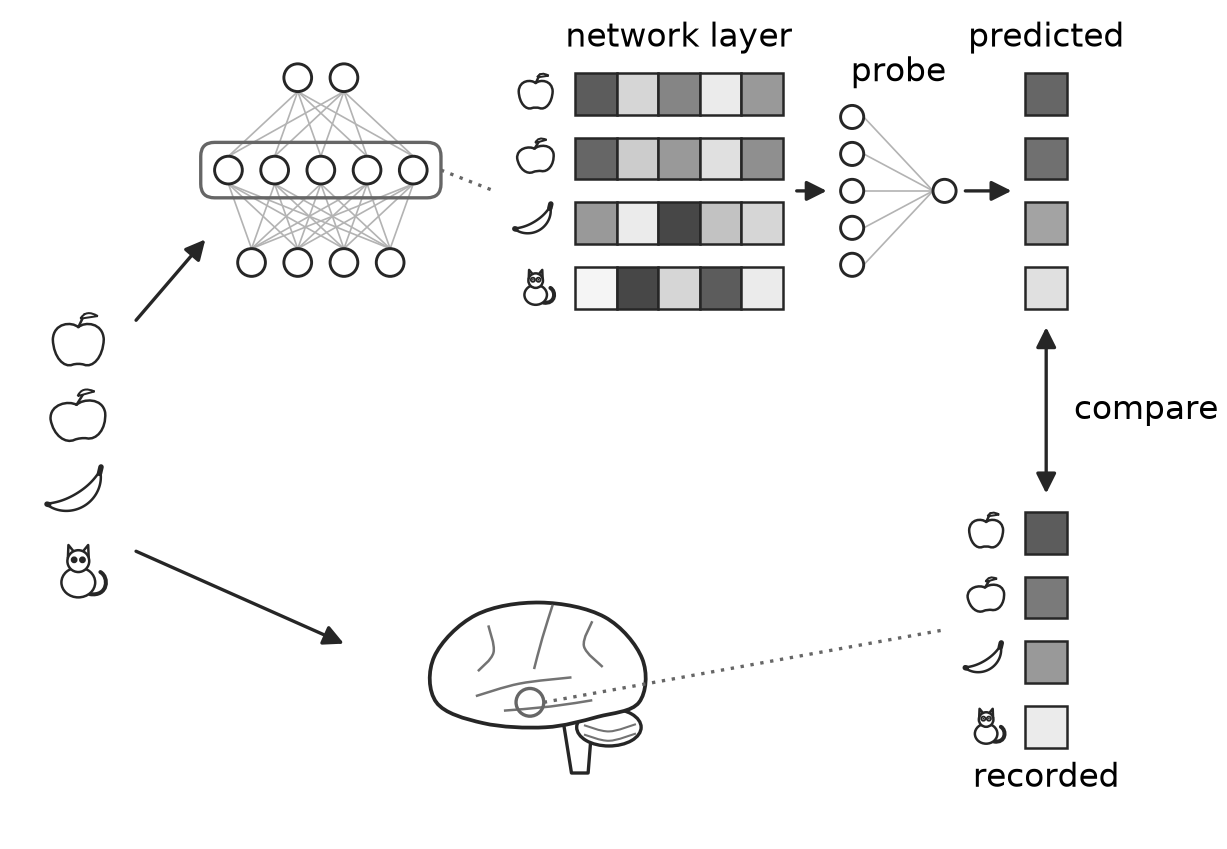 network layer
predicted
probe
compare
recorded